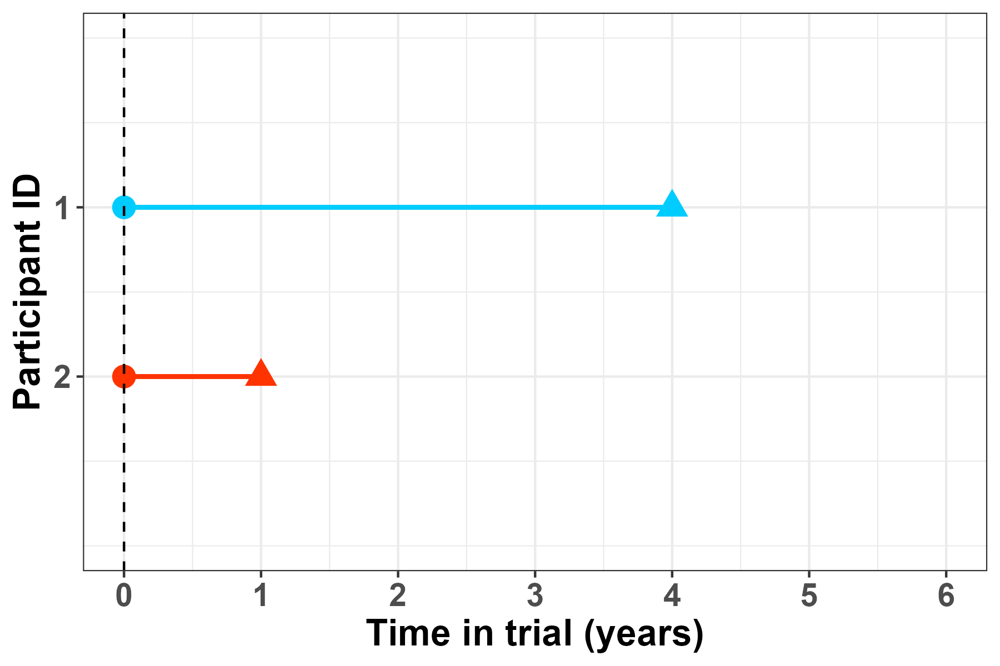 Participant ID
1
2
0 1 2 3 4 5 6
Time in trial (years)